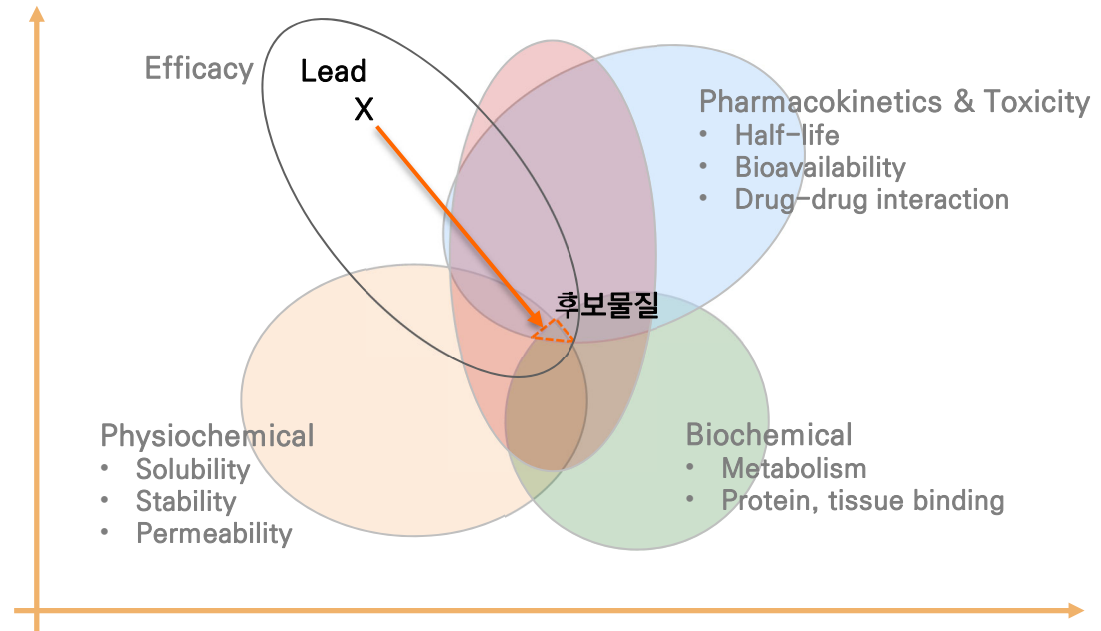 Efficacy
Lead
X
Pharmacokinetics & Toxicity
• Half-life
• Bioavailability
• Drug-drug interaction
후보물질
Physiochemical
• Solubility
• Stability
• Permeability
Biochemical
• Metabolism
• Protein, tissue binding